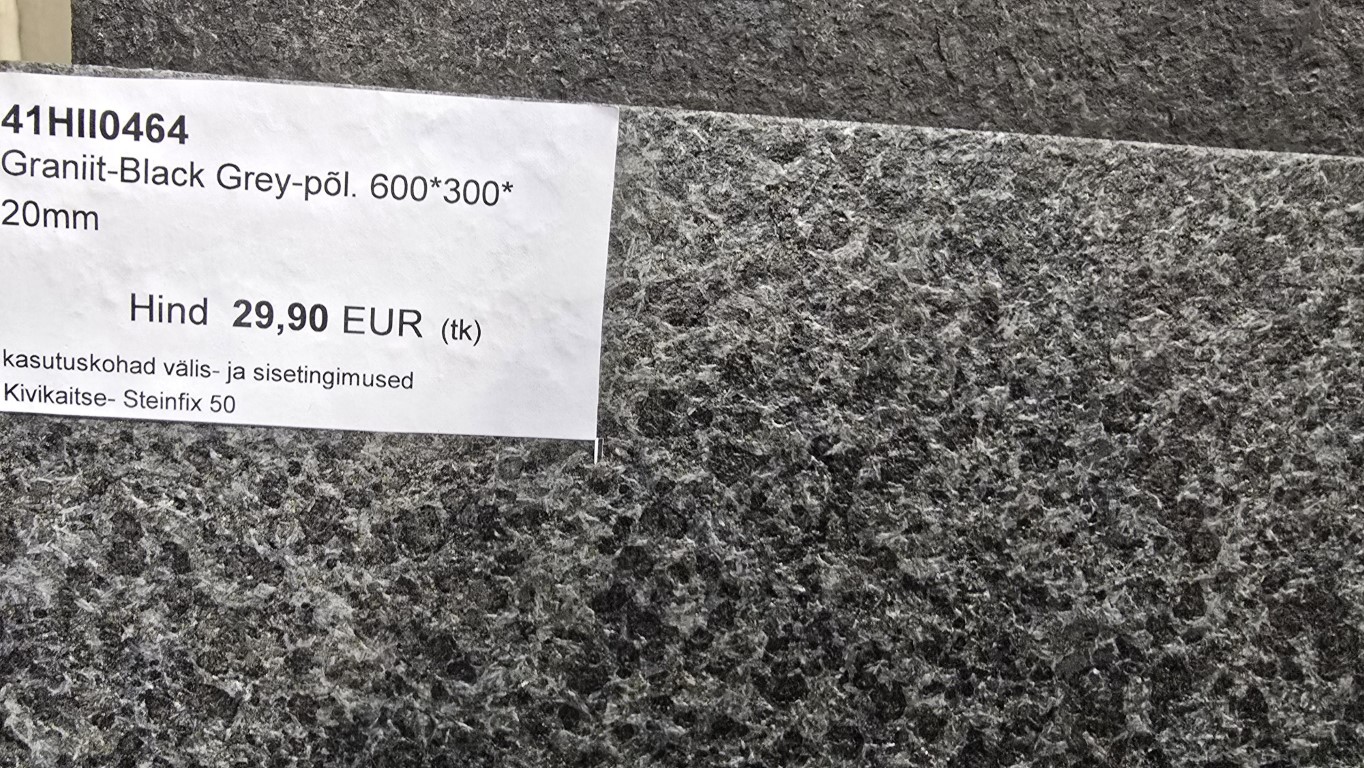 41HII0464
Graniit-Black Grey-põl. 600*300*
20mm
Hind 29,90 EUR (tk)
kasutuskohad välis- ja sisetingimused
Kivikaitse- Steinfix 50